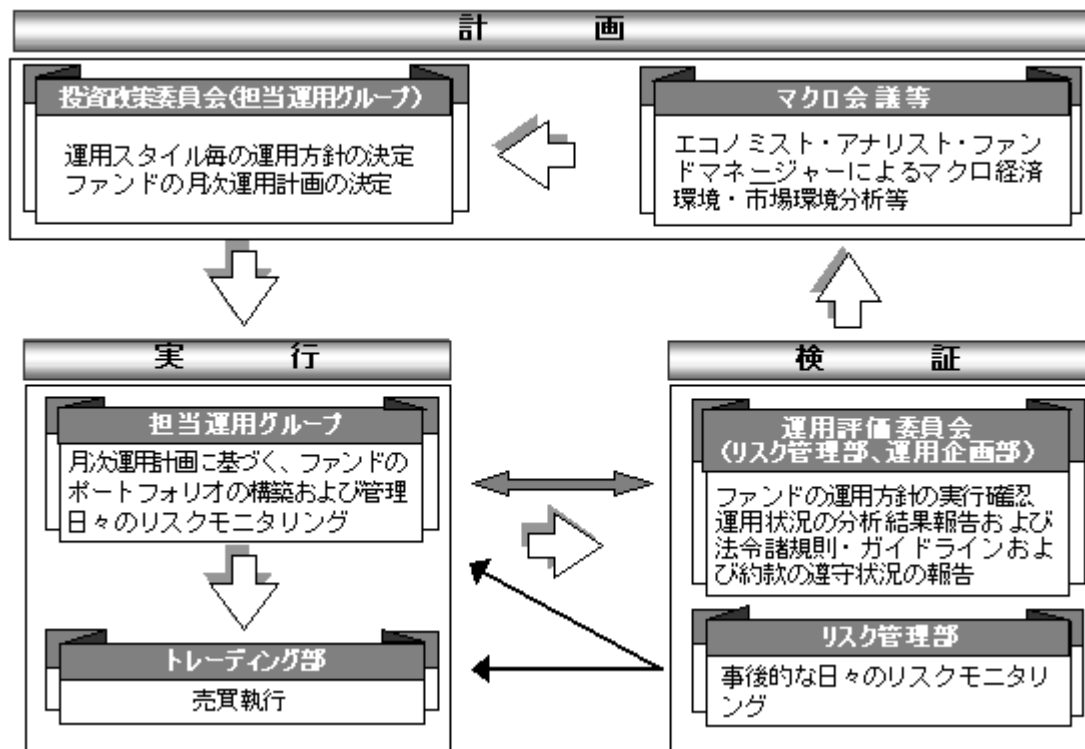 計画
投資政策委員会(担当運用グループ)
運用スタイル毎の運用方針の決定
ファンドの月次運用計画の決定
マクロ会議等
エコノミスト・アナリスト・ファン
ドマネージャーによるマクロ経済
環境・市場環境分析等
実行
担当運用グループ
月次運用計画に基づく、ファンドの
ポートフォリオの構築および管理
日々のリスクモニタリング
トレーディング部
売買執行
検証
運用評価委員会
(リスク管理部、運用企画部)
ファンドの運用方針の実行確認
運用状況の分析結果報告および
法令諸規則・ガイドラインおよ
び約款の遵守状況の報告
リスク管理部
事後的な日々のリスクモニタリ
ング